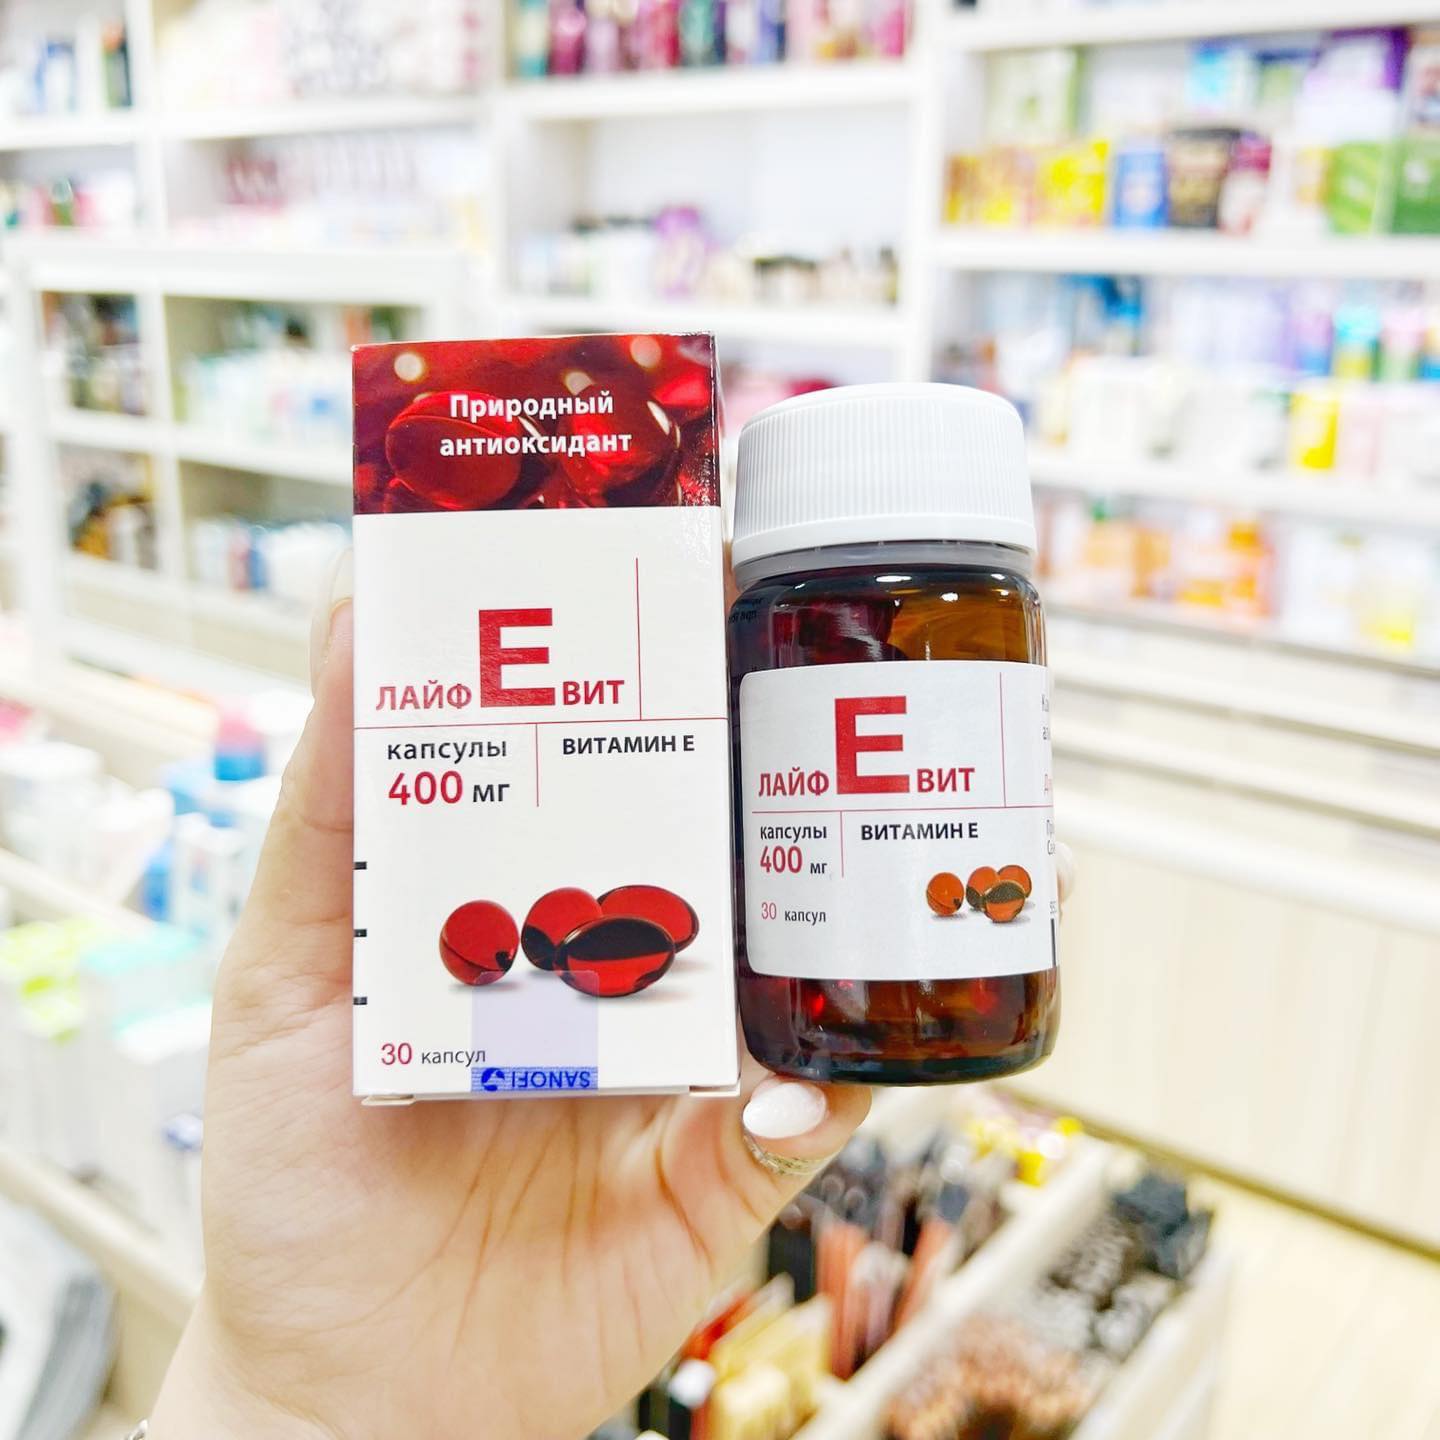 Природный
антиоксидант
ЛАЙФ Е ВИТ
капсулы
400 мг
ВИТАМИН Е
30 капсул
SANOFI
ЛАЙФ Е ВИТ
капсулы
400 мг
ВИТАМИН Е
30 капсул